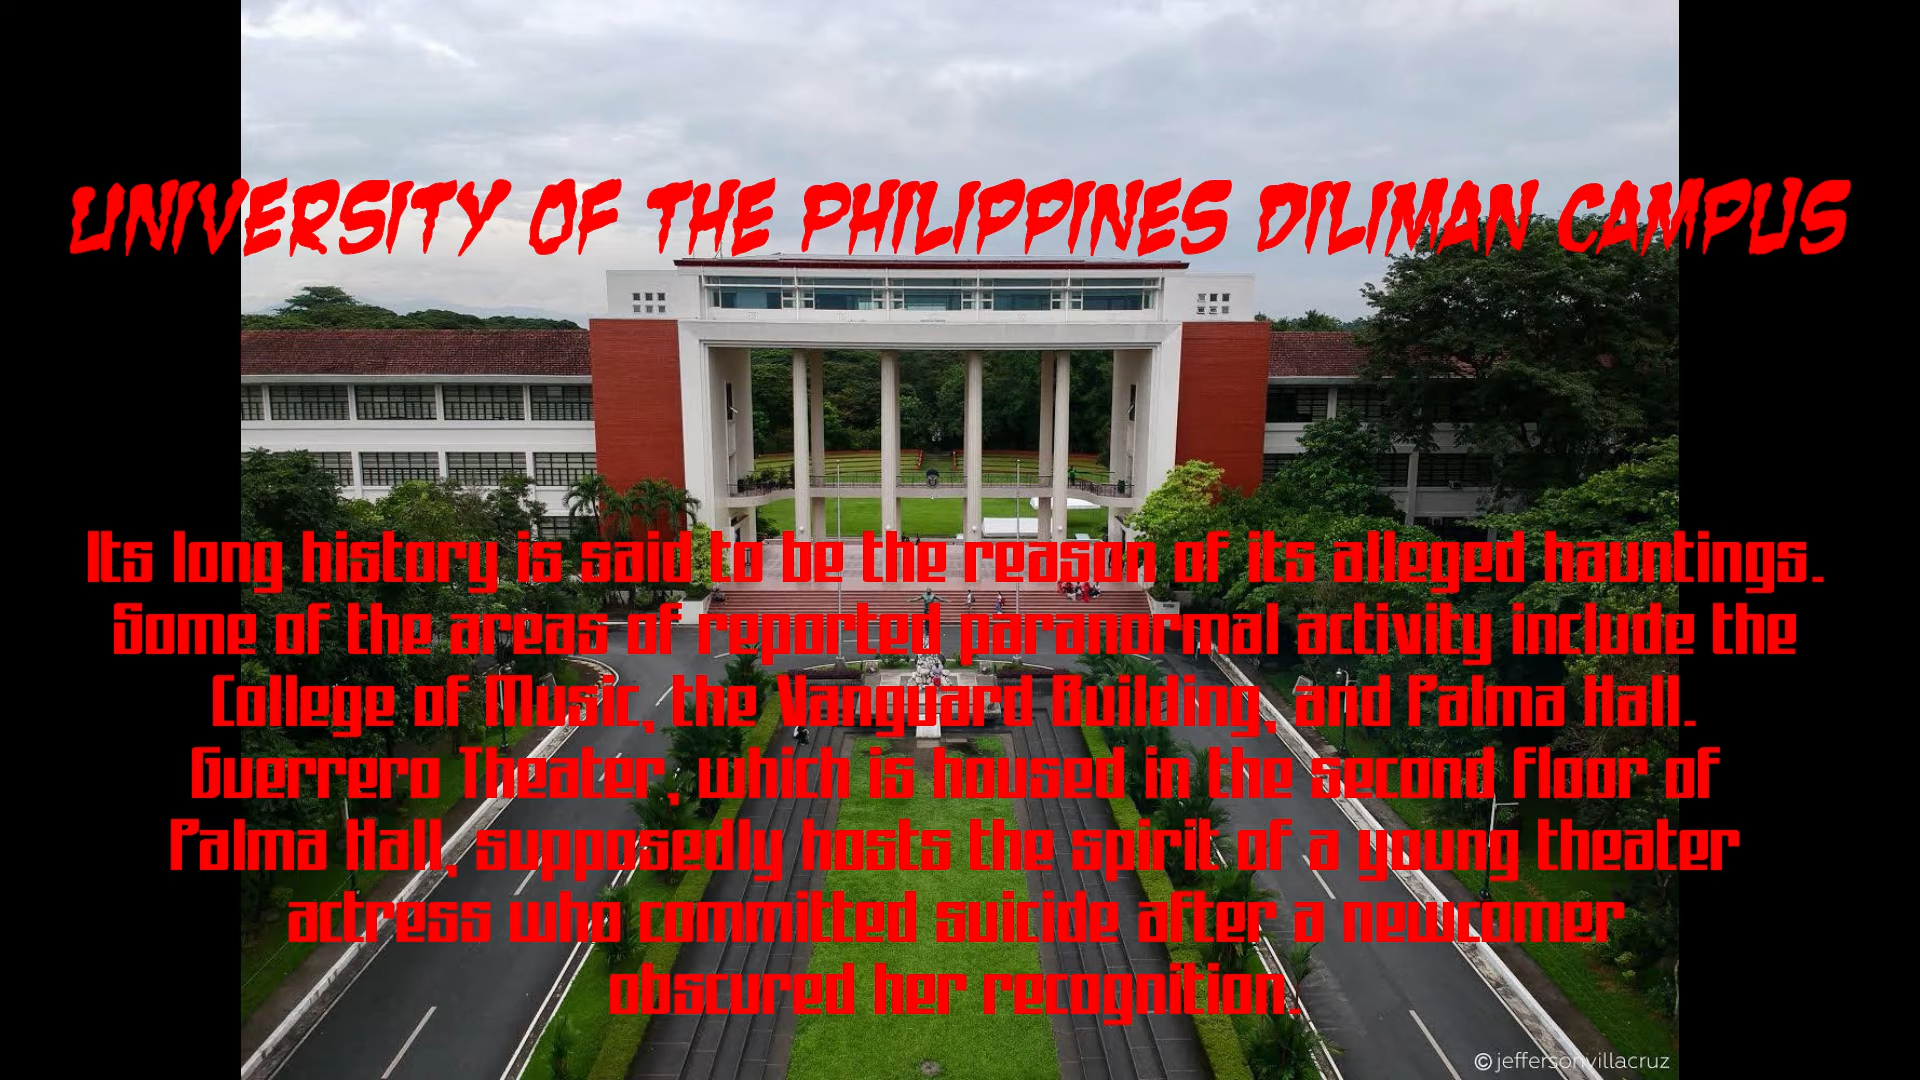 UNIVERSITY OF THE PHILIPPINES DILIMAN CAMPUS
Its long history is said to be the reason of its alleged hauntings.
Some of the areas of reported paranormal activity include the
College of Music, the Vanguard Building, and Palma Hall.
Guerrero Theater, which is housed in the second floor of
Palma Hall, supposedly hosts the spirit of a young theater
actress who committed suicide after a newcomer
obscured her recognition.
© jeffersonvillacruz